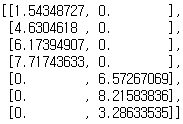 [[1.54348727, 0.        ],
 [4.6304618 , 0.        ],
 [6.17394907, 0.        ],
 [7.71743633, 0.        ],
 [0.        , 6.57267069],
 [0.        , 8.21583836],
 [0.        , 3.28633535]]